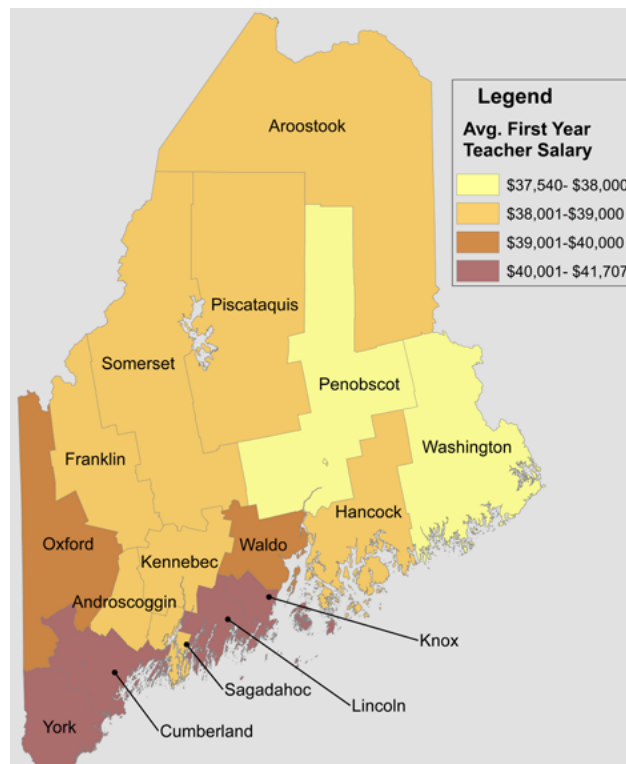 Legend
Avg. First Year
Teacher Salary
$37,540- $38,000
$38,001-$39,000
$39,001-$40,000
$40,001- $41,707
Aroostook
Piscataquis
Somerset
Penobscot
Washington
Franklin
Hancock
Oxford
Waldo
Kennebec
Androscoggin
Knox
Sagadahoc
Lincoln
York
Cumberland